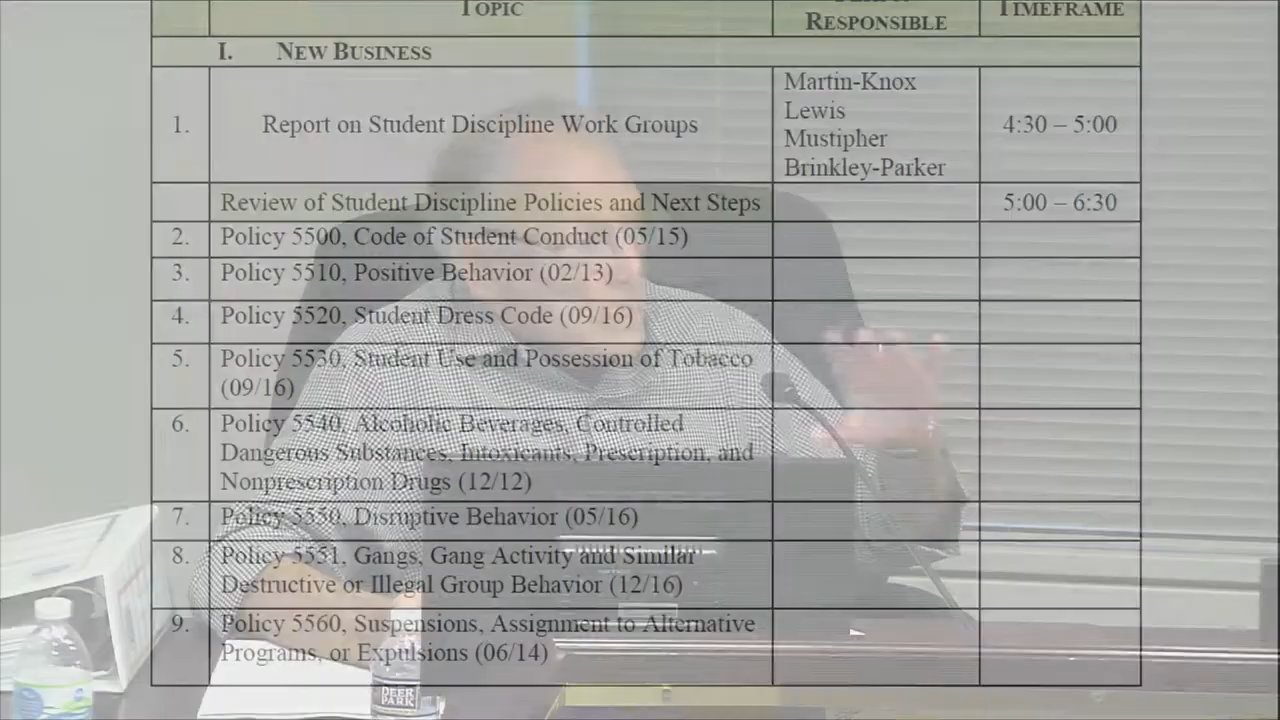 TOPIC
RESPONSIBLE
TIMEFRAME
I. NEW BUSINESS
1. Report on Student Discipline Work Groups
Martin-Knox
Lewis
Mustipher
Brinkley-Parker
4:30 – 5:00
Review of Student Discipline Policies and Next Steps
5:00 – 6:30
2. Policy 5500, Code of Student Conduct (05/15)
3. Policy 5510, Positive Behavior (02/13)
4. Policy 5520, Student Dress Code (09/16)
5. Policy 5530, Student Use and Possession of Tobacco
(09/16)
6. Policy 5540, Alcoholic Beverages, Controlled
Dangerous Substances, Intoxicants, Prescription, and
Nonprescription Drugs (12/12)
7. Policy 5550, Disruptive Behavior (05/16)
8. Policy 5551, Gangs, Gang Activity and Similar
Destructive or Illegal Group Behavior (12/16)
9. Policy 5560, Suspensions, Assignment to Alternative
Programs, or Expulsions (06/14)
DEER
PARK